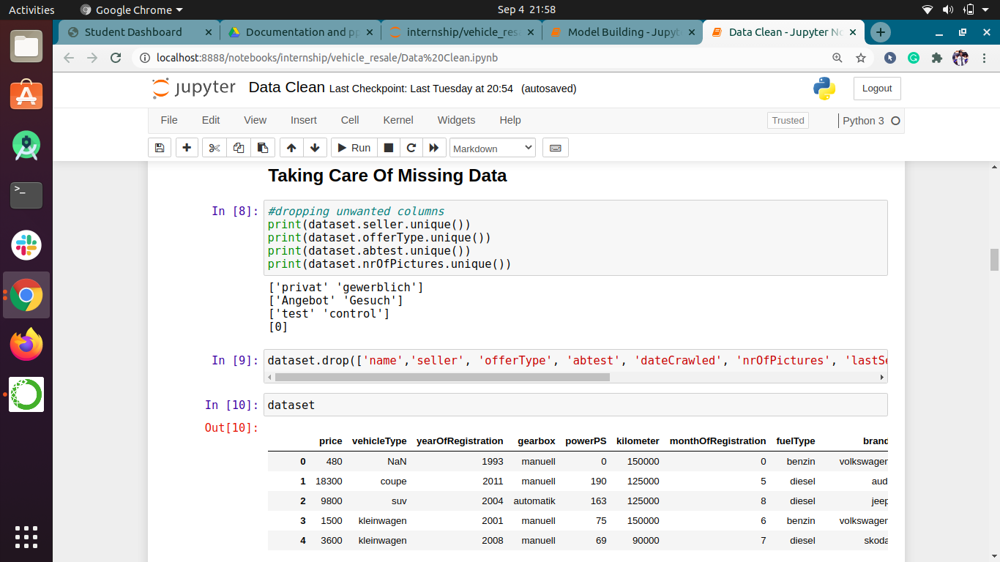 Activities Google Chrome Sep 4 21:58
Student Dashboard Documentation and pp internship/vehicle_res Model Building - Jupyt Data Clean - Jupyter No
localhost:8888/notebooks/internship/vehicle_resale/Data%20Clean.ipynb
jupyter Data Clean Last Checkpoint: Last Tuesday at 20:54 (autosaved) Logout
File Edit View Insert Cell Kernel Widgets Help Trusted Python 3
Run Markdown
Taking Care Of Missing Data
In [8]: #dropping unwanted columns
print(dataset.seller.unique())
print(dataset.offerType.unique())
print(dataset.abtest.unique())
print(dataset.nrOfPictures.unique())
['privat' 'gewerblich']
['Angebot' 'Gesuch']
['test' 'control']
[0]
In [9]: dataset.drop(['name','seller', 'offerType', 'abtest', 'dateCrawled', 'nrOfPictures', 'lastSe
In [10]: dataset
Out[10]:
price vehicleType yearOfRegistration gearbox powerPS kilometer monthOfRegistration fuelType brand
0 480 NaN 1993 manuell 0 150000 0 benzin volkswagen
1 18300 coupe 2011 manuell 190 125000 5 diesel aud
2 9800 suv 2004 automatik 163 125000 8 diesel jeep
3 1500 kleinwagen 2001 manuell 75 150000 6 benzin volkswagen
4 3600 kleinwagen 2008 manuell 69 90000 7 diesel skoda